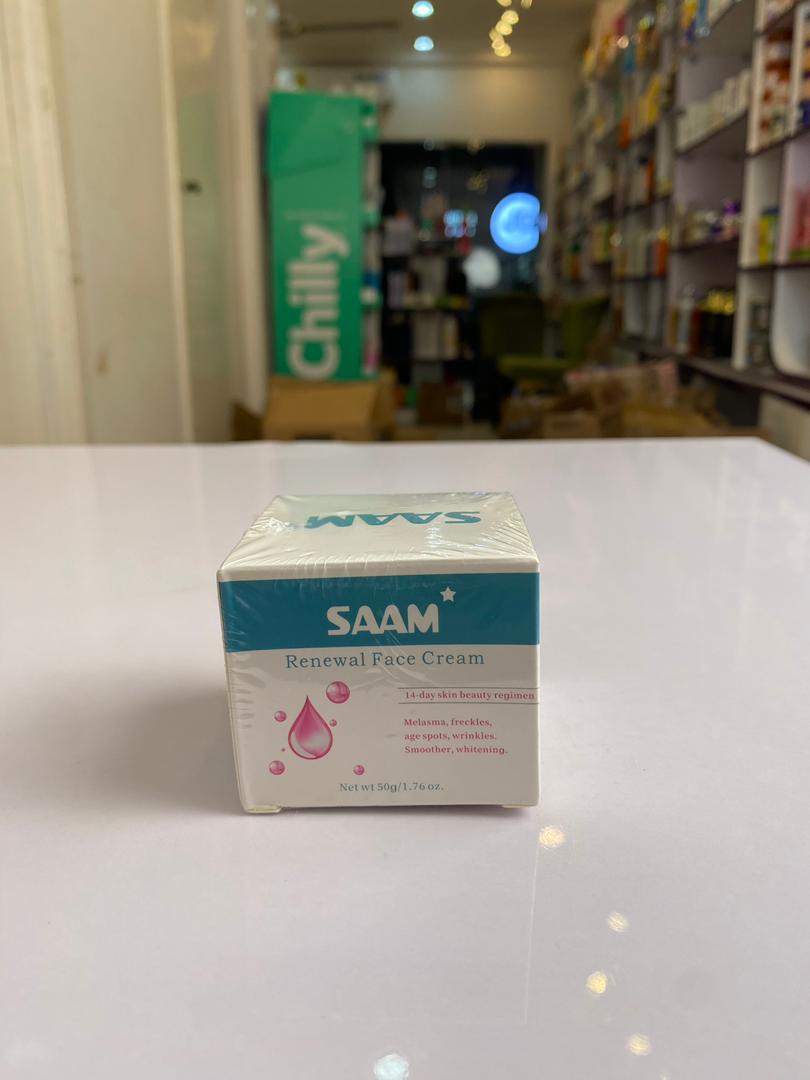 Chilly
SAAM
SAAM
Renewal Face Cream
14-day skin beauty regimen
Melasma, freckles,
age spots, wrinkles.
Smoother, whitening.
Net wt 50g/1.76 oz.